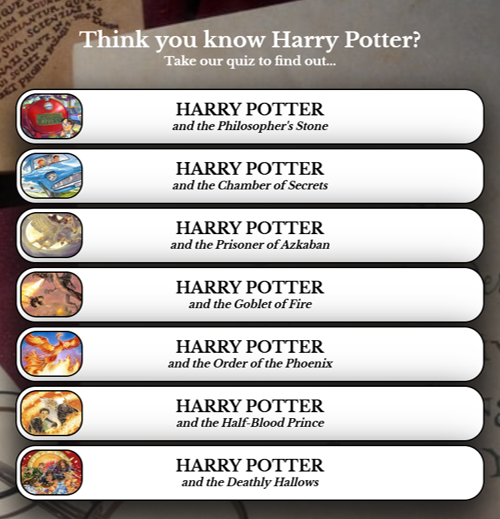 Think you know Harry Potter?
Take our quiz to find out...
HARRY POTTER
and the Philosopher's Stone
HARRY POTTER
and the Chamber of Secrets
HARRY POTTER
and the Prisoner of Azkaban
HARRY POTTER
and the Goblet of Fire
HARRY POTTER
and the Order of the Phoenix
HARRY POTTER
and the Half-Blood Prince
HARRY POTTER
and the Deathly Hallows